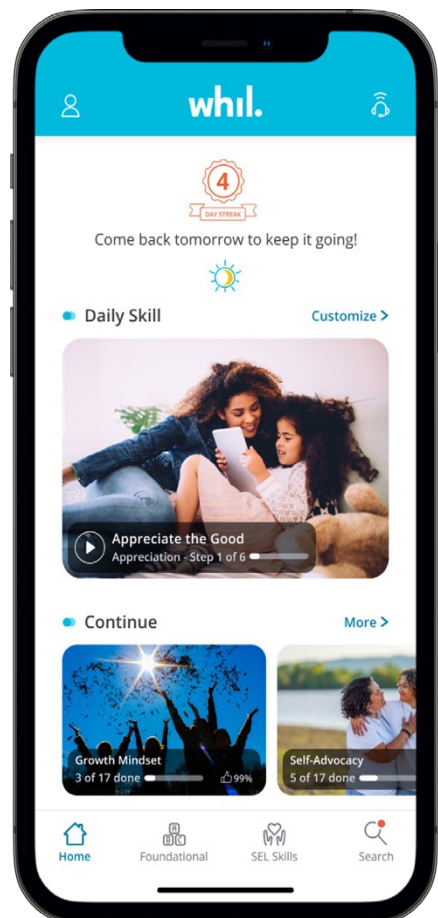 whil.
4
DAY STREAK
Come back tomorrow to keep it going!
Daily Skill
Customize >
Appreciate the Good
Appreciation - Step 1 of 6
Continue
More >
Growth Mindset
3 of 17 done 99%
Self-Advocacy
5 of 17 done
A
B C
Home
Foundational
SEL Skills
Search